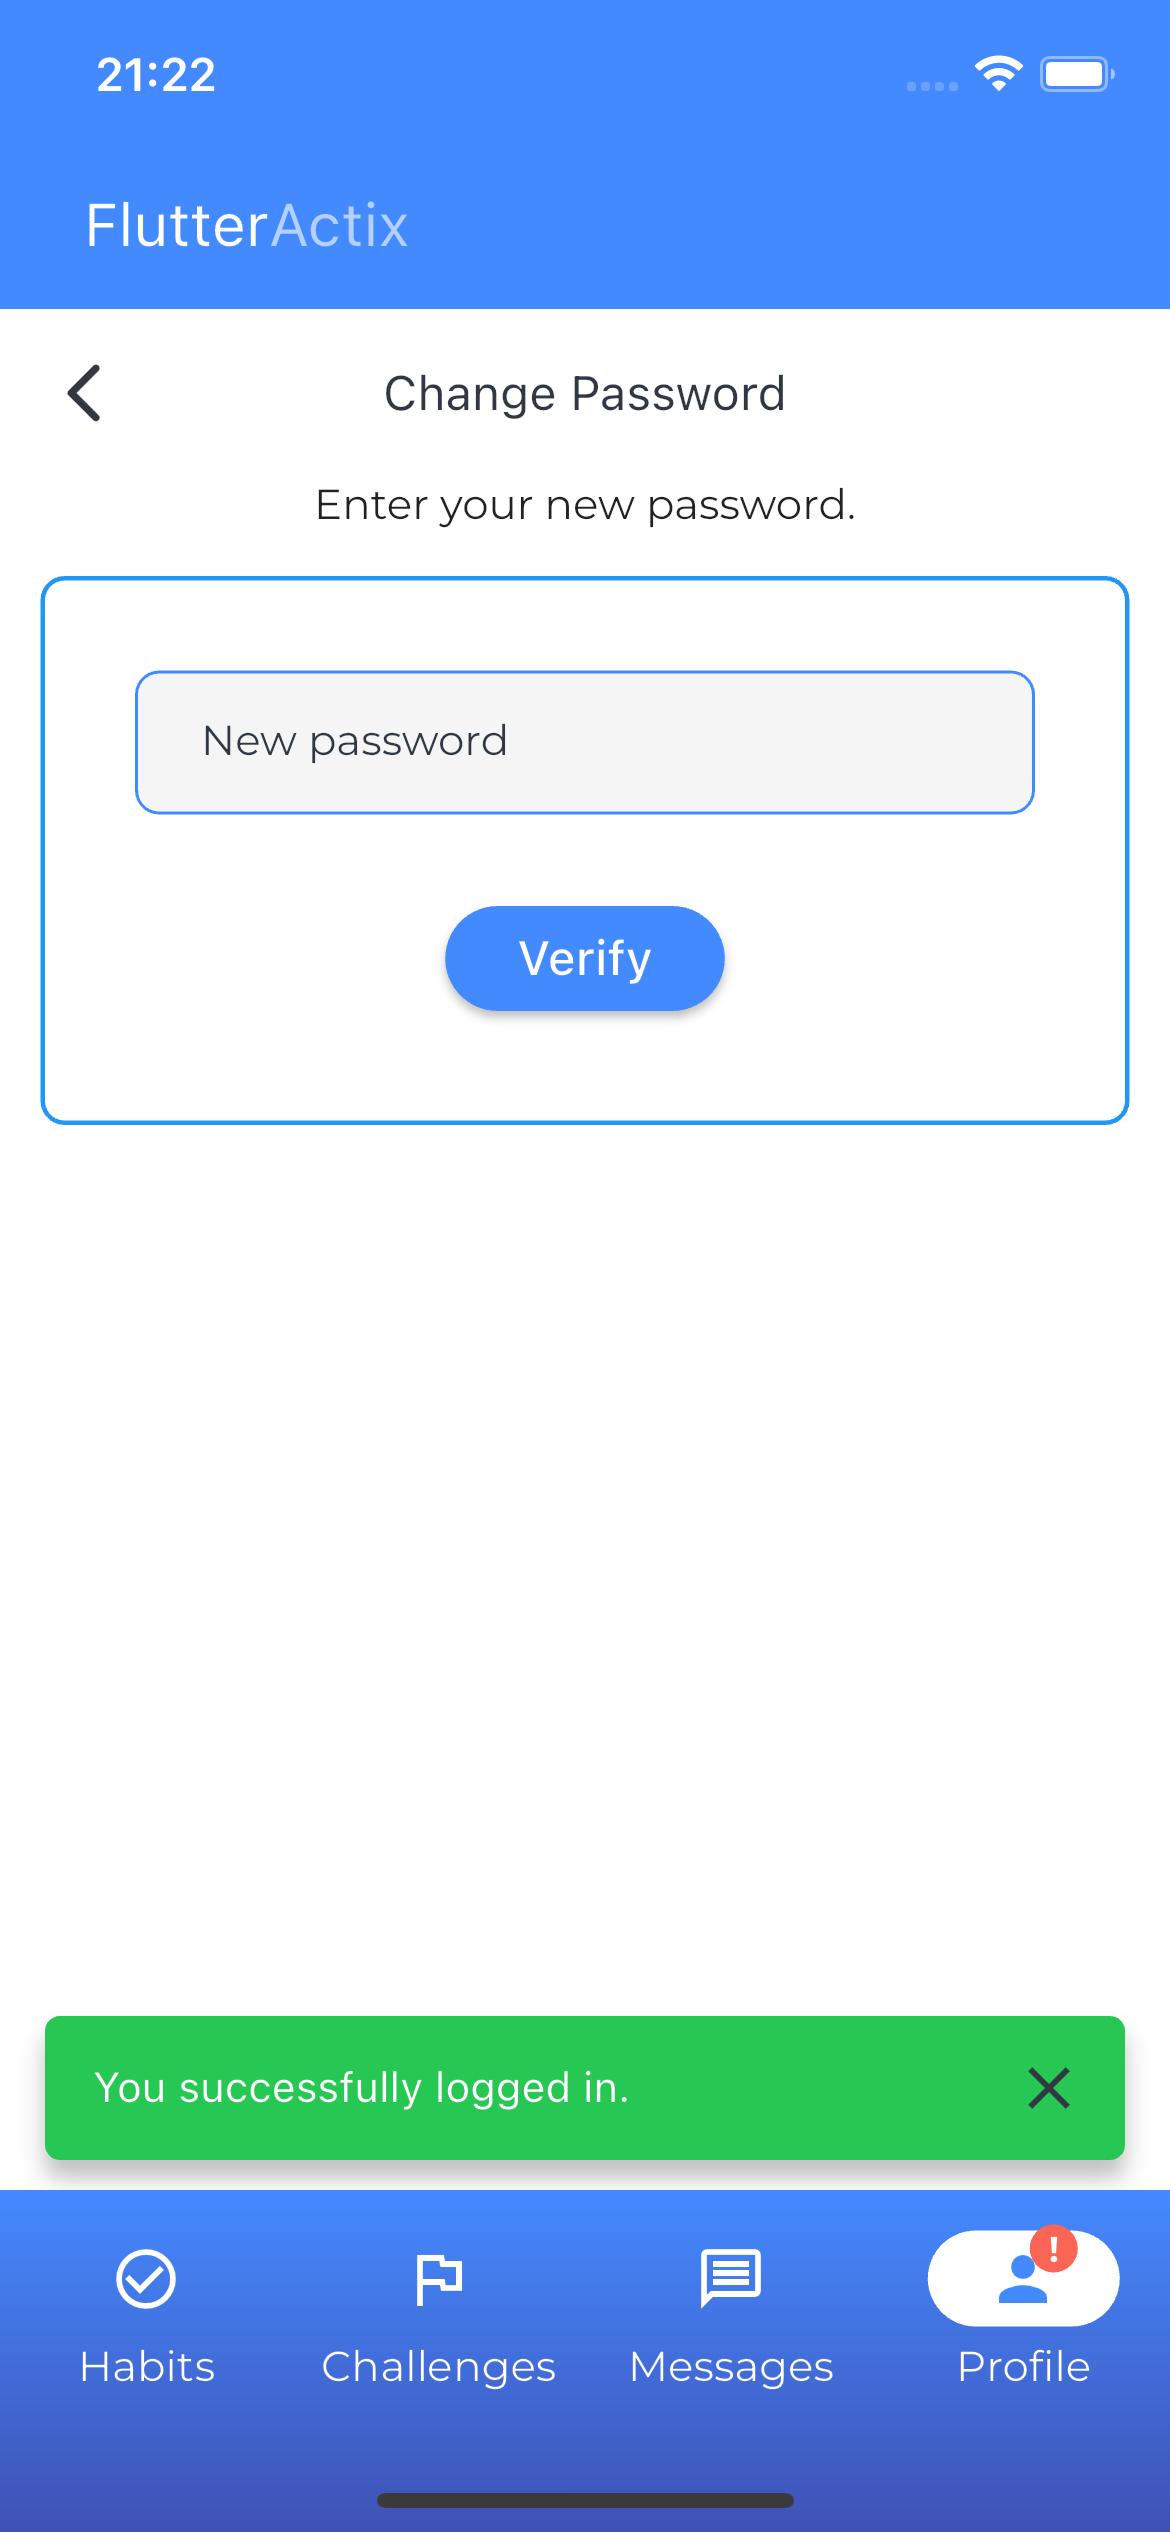 21:22
FlutterActix
Change Password
Enter your new password.
New password
Verify
You successfully logged in.
!
Habits
Challenges
Messages
Profile